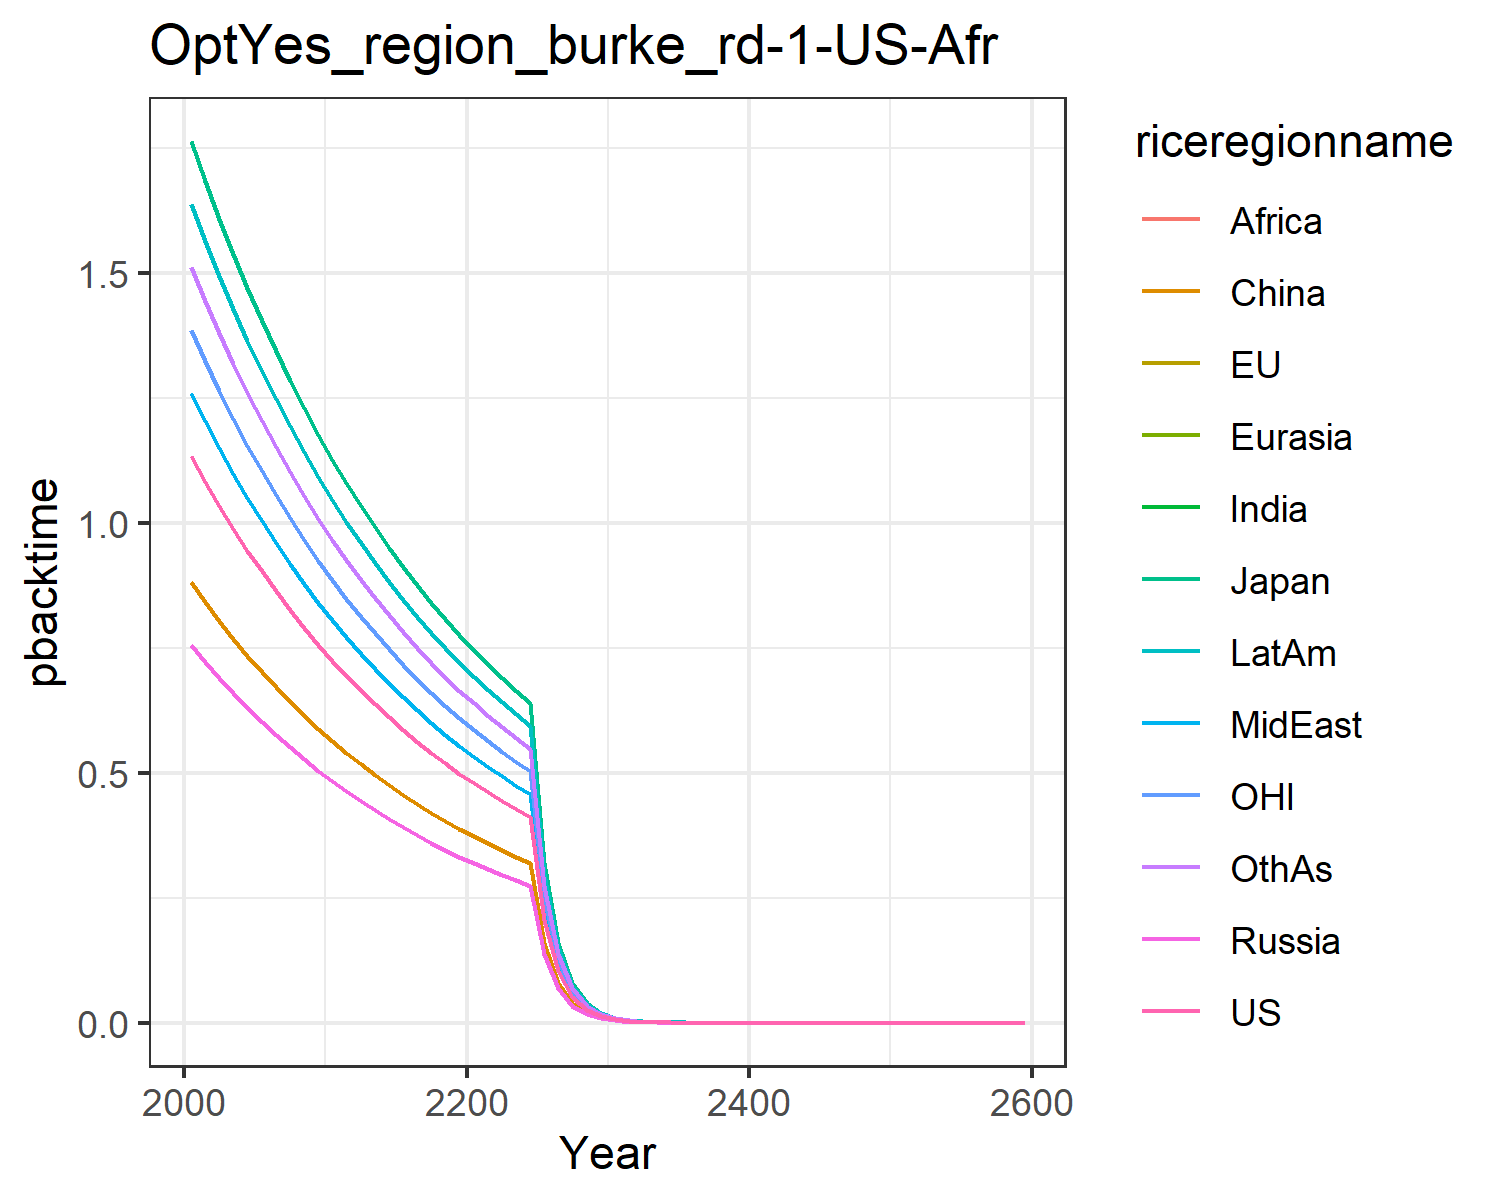 OptYes_region_burke_rd-1-US-Afr
pbacktime
1.5
1.0
0.5
0.0
2000 2200 2400 2600
Year
riceregionname
Africa
China
EU
Eurasia
India
Japan
LatAm
MidEast
OHI
OthAs
Russia
US